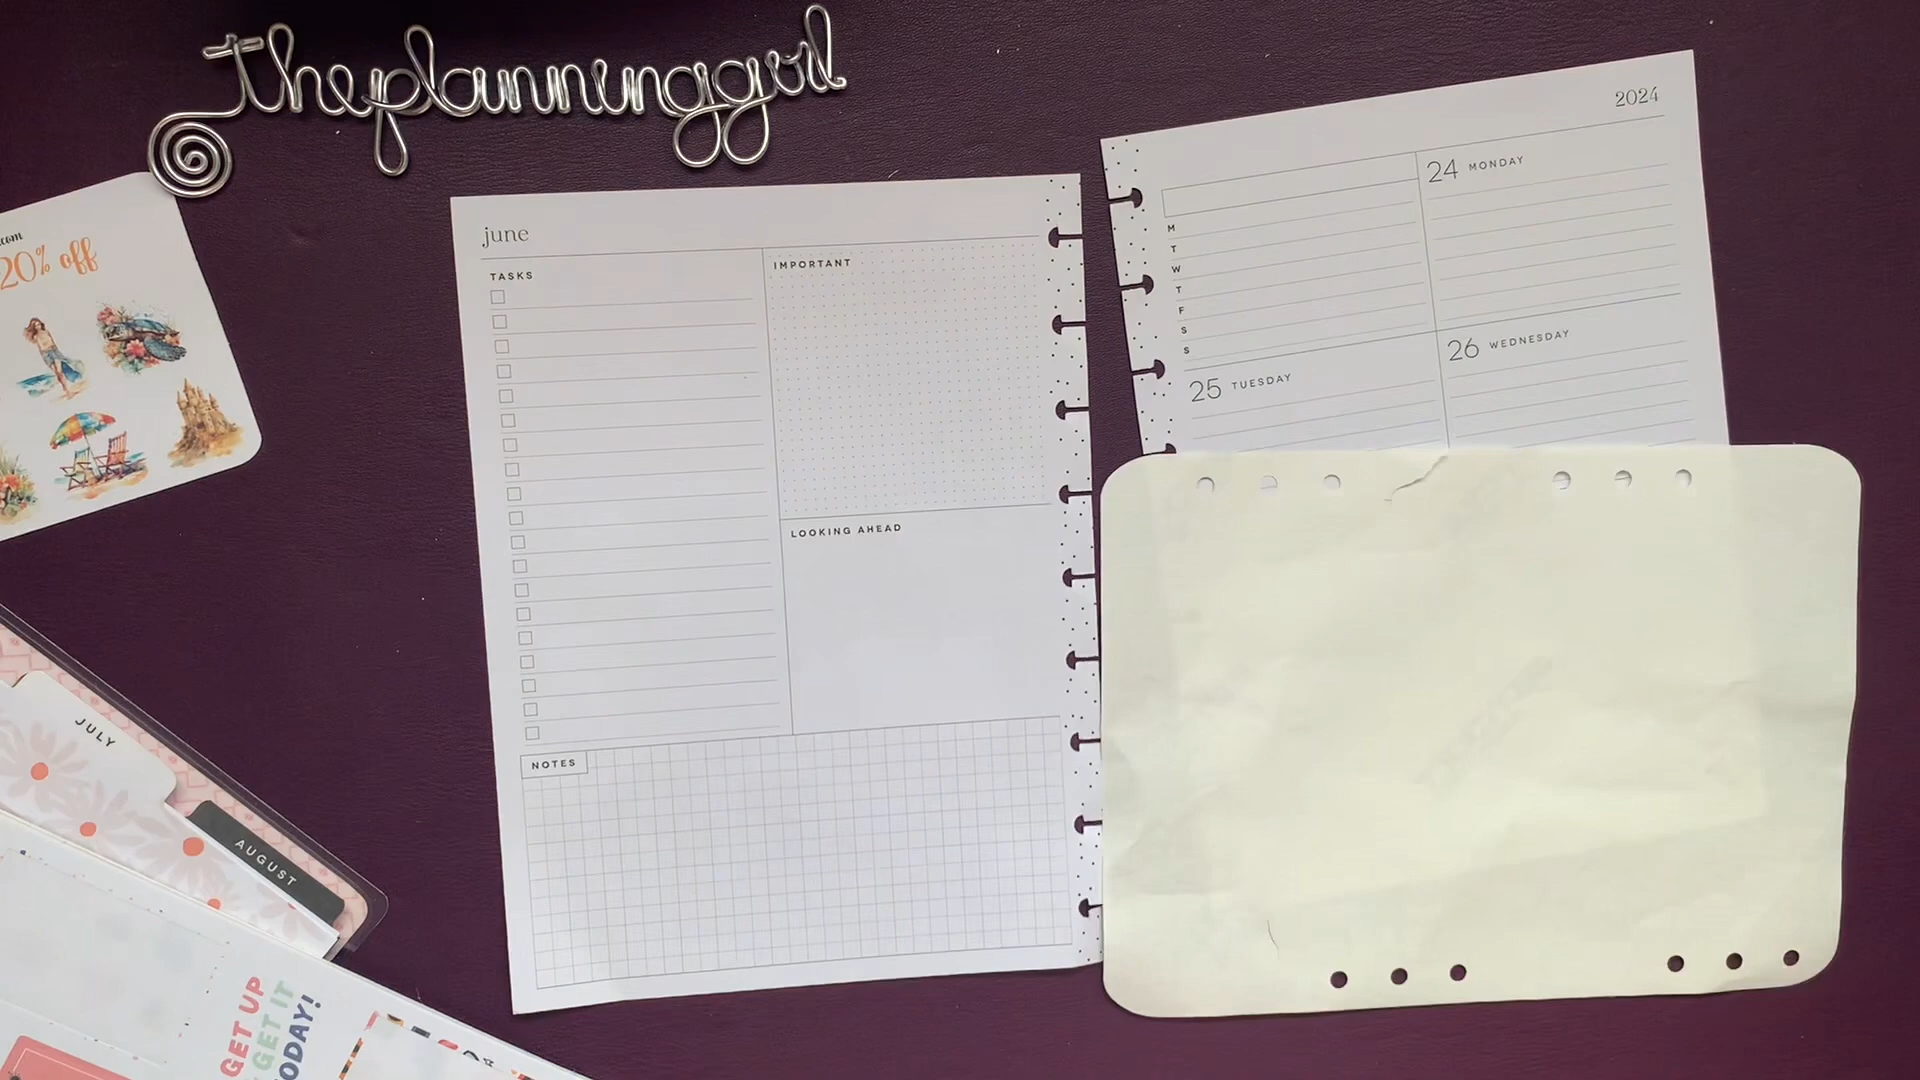 theplanninggirl
.com
20% off
june
TASKS
IMPORTANT
LOOKING AHEAD
NOTES
2024
24 MONDAY
M
T
W
T
F
S
S
25 TUESDAY
26 WEDNESDAY
JULY
AUGUST
GET UP
GET IT
TODAY!